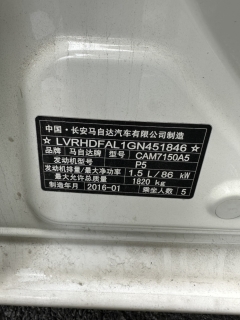 中国·长安马自达汽车有限公司制造
★LVRHDFAL1GN451846★
品牌 马自达牌 型号 CAM7150A5
发动机型号 P5
发动机排量/最大净功率 1.5 L/86 kW
最大允许总质量 1820 kg
制造年月 2016-01 乘坐人数 5